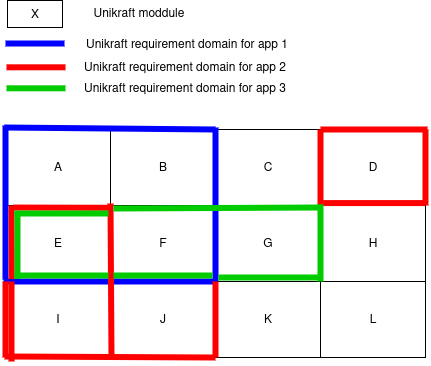 X Unikraft moddule
Unikraft requirement domain for app 1
Unikraft requirement domain for app 2
Unikraft requirement domain for app 3
A B C D
E F G H
I J K L